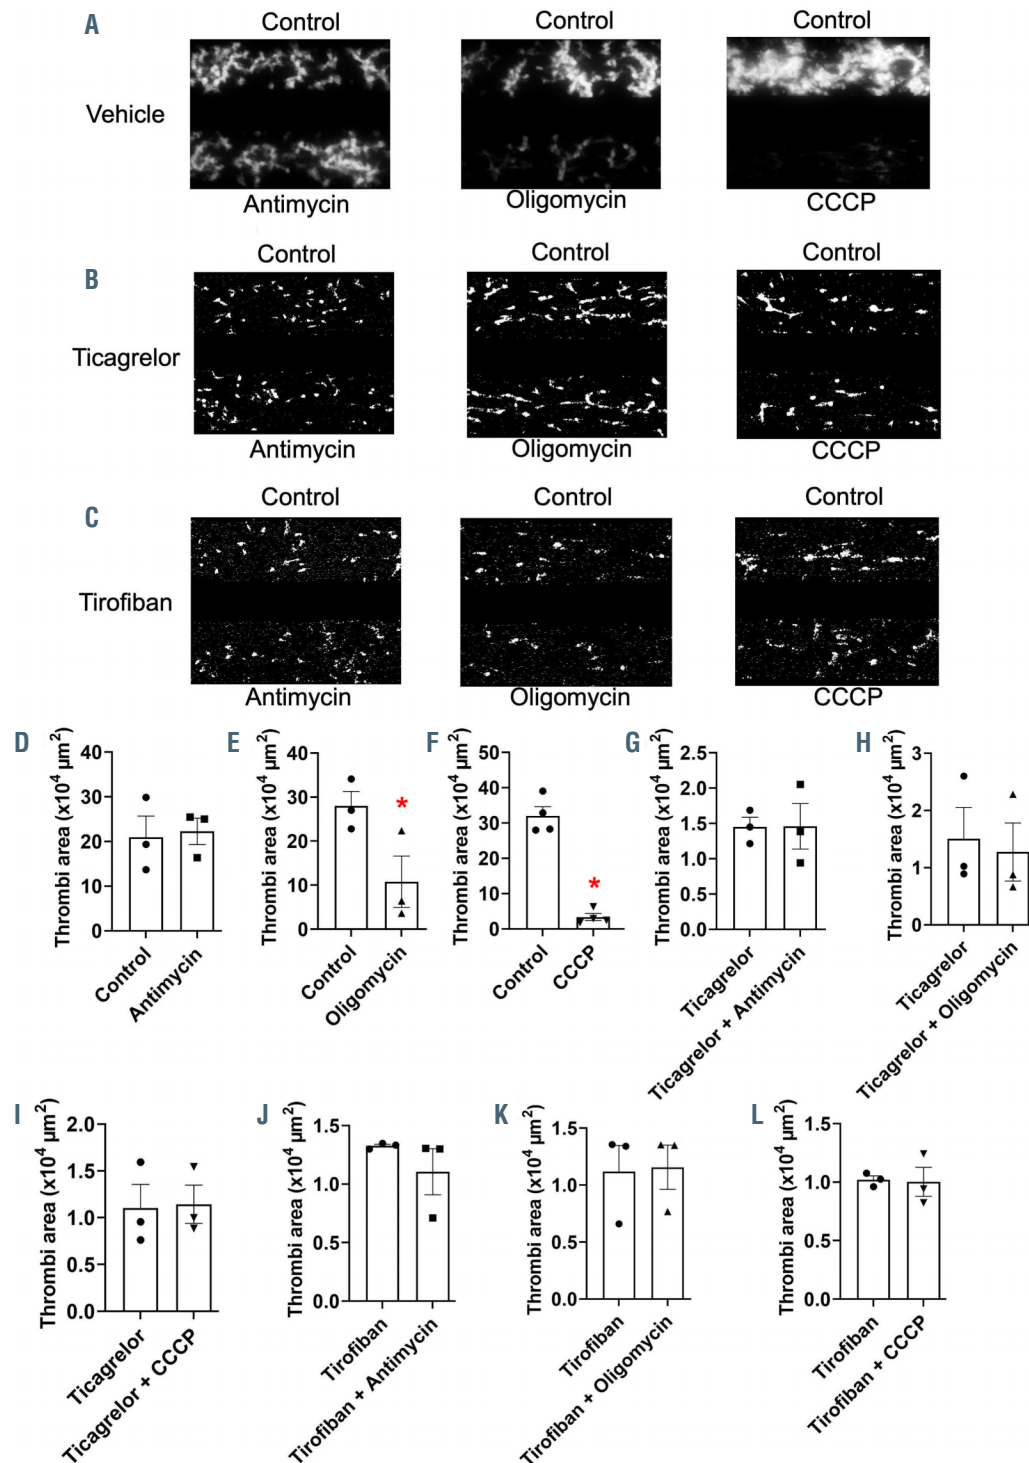 A
Control
Control
Control
Vehicle
Antimycin
Oligomycin
CCCP
B
Control
Control
Control
Ticagrelor
Antimycin
Oligomycin
CCCP
C
Control
Control
Control
Tirofiban
Antimycin
Oligomycin
CCCP
D
Thrombi area (x10⁴ µm²)
40
30
20
10
0
Control
Antimycin
E
Thrombi area (x10⁴ µm²)
40
30
20
10
0
*
Control
Oligomycin
F
Thrombi area (x10⁴ µm²)
50
40
30
20
10
0
*
Control
CCCP
G
Thrombi area (x10⁴ µm²)
2.5
2.0
1.5
1.0
0.5
0.0
Ticagrelor
Ticagrelor + Antimycin
H
Thrombi area (x10⁴ µm²)
3
2
1
0
Ticagrelor
Ticagrelor + Oligomycin
I
Thrombi area (x10⁴ µm²)
2.0
1.5
1.0
0.5
0.0
Ticagrelor
Ticagrelor + CCCP
J
Thrombi area (x10⁴ µm²)
1.5
1.0
0.5
0.0
Tirofiban
Tirofiban + Antimycin
K
Thrombi area (x10⁴ µm²)
1.5
1.0
0.5
0.0
Tirofiban
Tirofiban + Oligomycin
L
Thrombi area (x10⁴ µm²)
1.5
1.0
0.5
0.0
Tirofiban
Tirofiban + CCCP